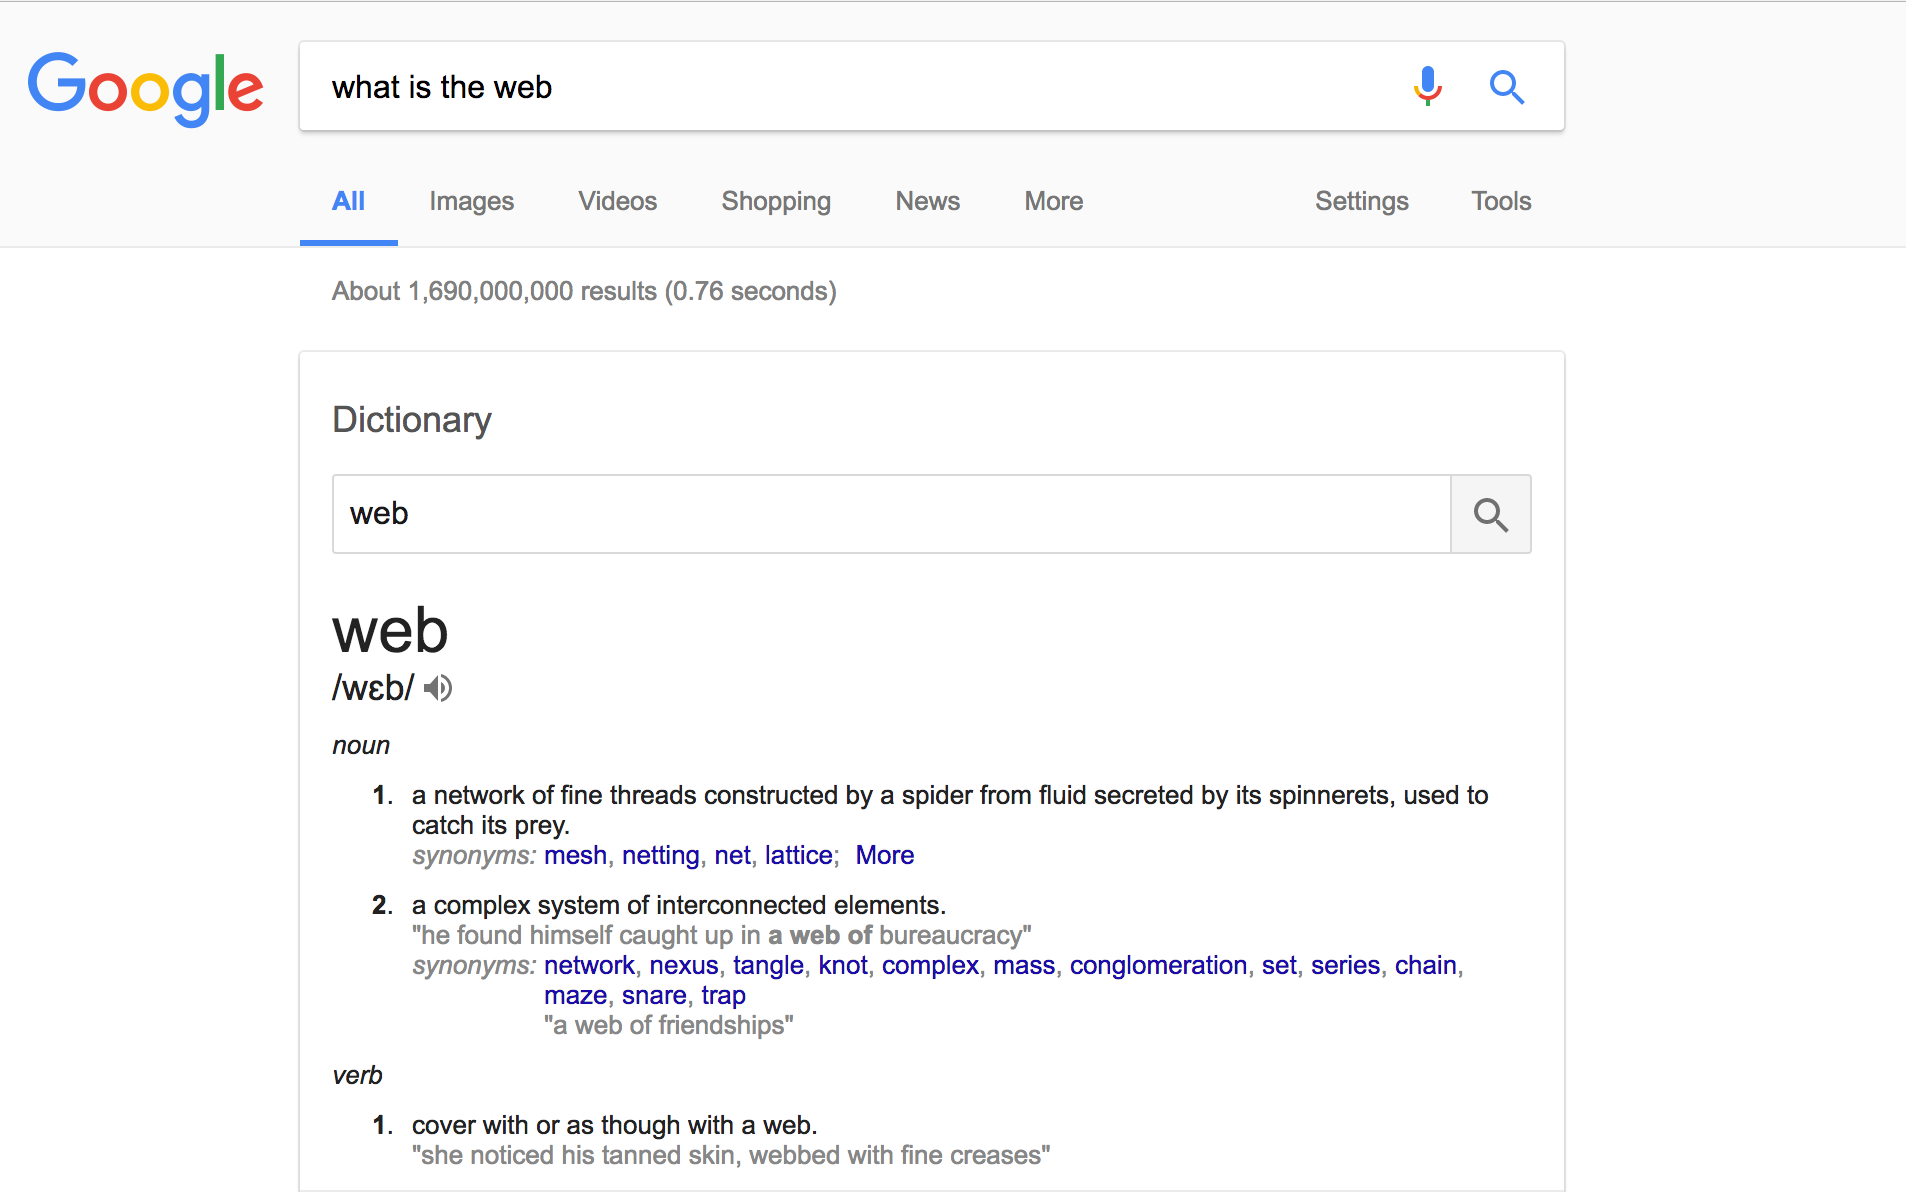 Google
what is the web
All Images Videos Shopping News More Settings Tools
About 1,690,000,000 results (0.76 seconds)
Dictionary
web
web
/wɛb/
noun
1. a network of fine threads constructed by a spider from fluid secreted by its spinnerets, used to
catch its prey.
synonyms: mesh, netting, net, lattice; More
2. a complex system of interconnected elements.
"he found himself caught up in a web of bureaucracy"
synonyms: network, nexus, tangle, knot, complex, mass, conglomeration, set, series, chain,
maze, snare, trap
"a web of friendships"
verb
1. cover with or as though with a web.
"she noticed his tanned skin, webbed with fine creases"